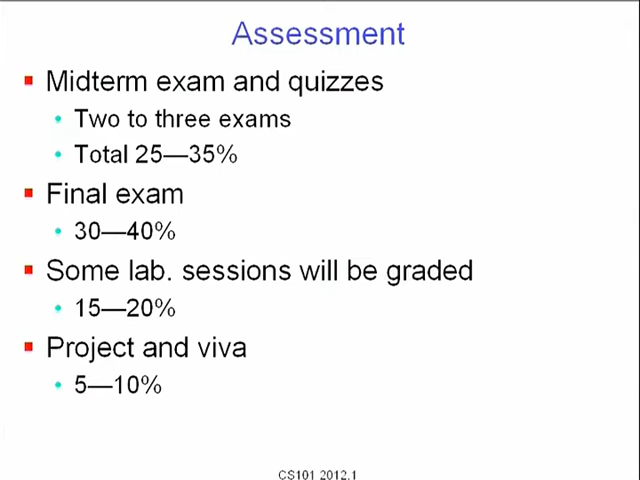 Assessment
Midterm exam and quizzes
Two to three exams
Total 25—35%
Final exam
30—40%
Some lab. sessions will be graded
15—20%
Project and viva
5—10%
CS101 2012.1